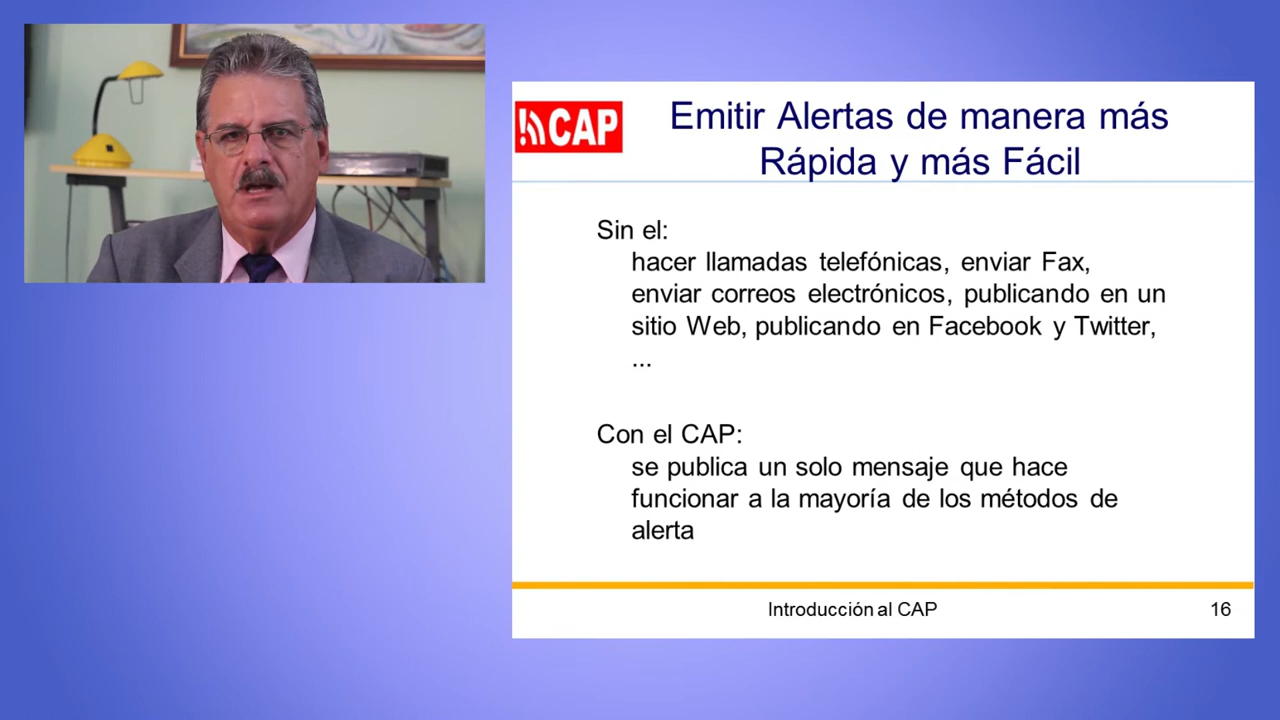 CAP
Emitir Alertas de manera más
Rápida y más Fácil
Sin el:
hacer llamadas telefónicas, enviar Fax,
enviar correos electrónicos, publicando en un
sitio Web, publicando en Facebook y Twitter,
...
Con el CAP:
se publica un solo mensaje que hace
funcionar a la mayoría de los métodos de
alerta
Introducción al CAP
16